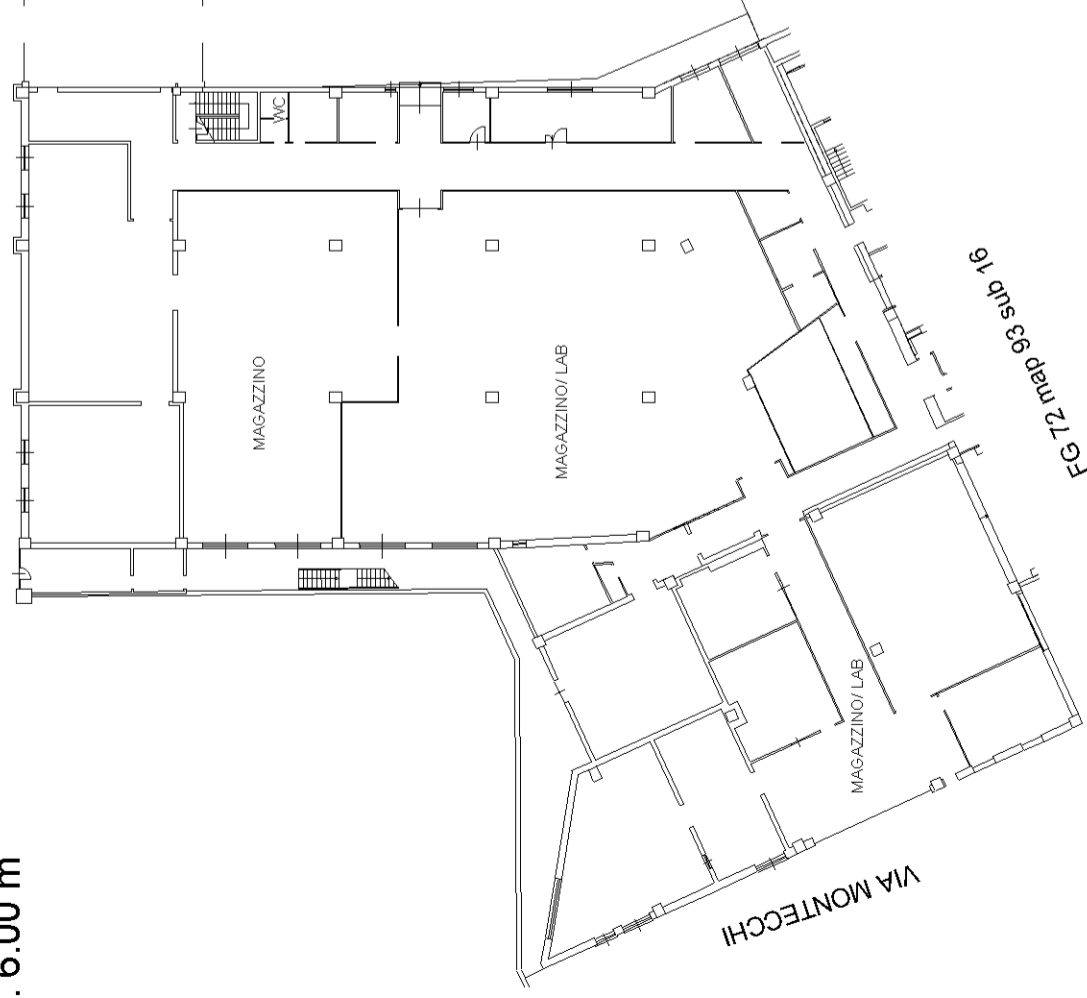 WC
MAGAZZINO
MAGAZZINO/ LAB
FG 72 map 93 sub 16
MAGAZZINO/ LAB
VIA MONTECCHI
. 6.00 m